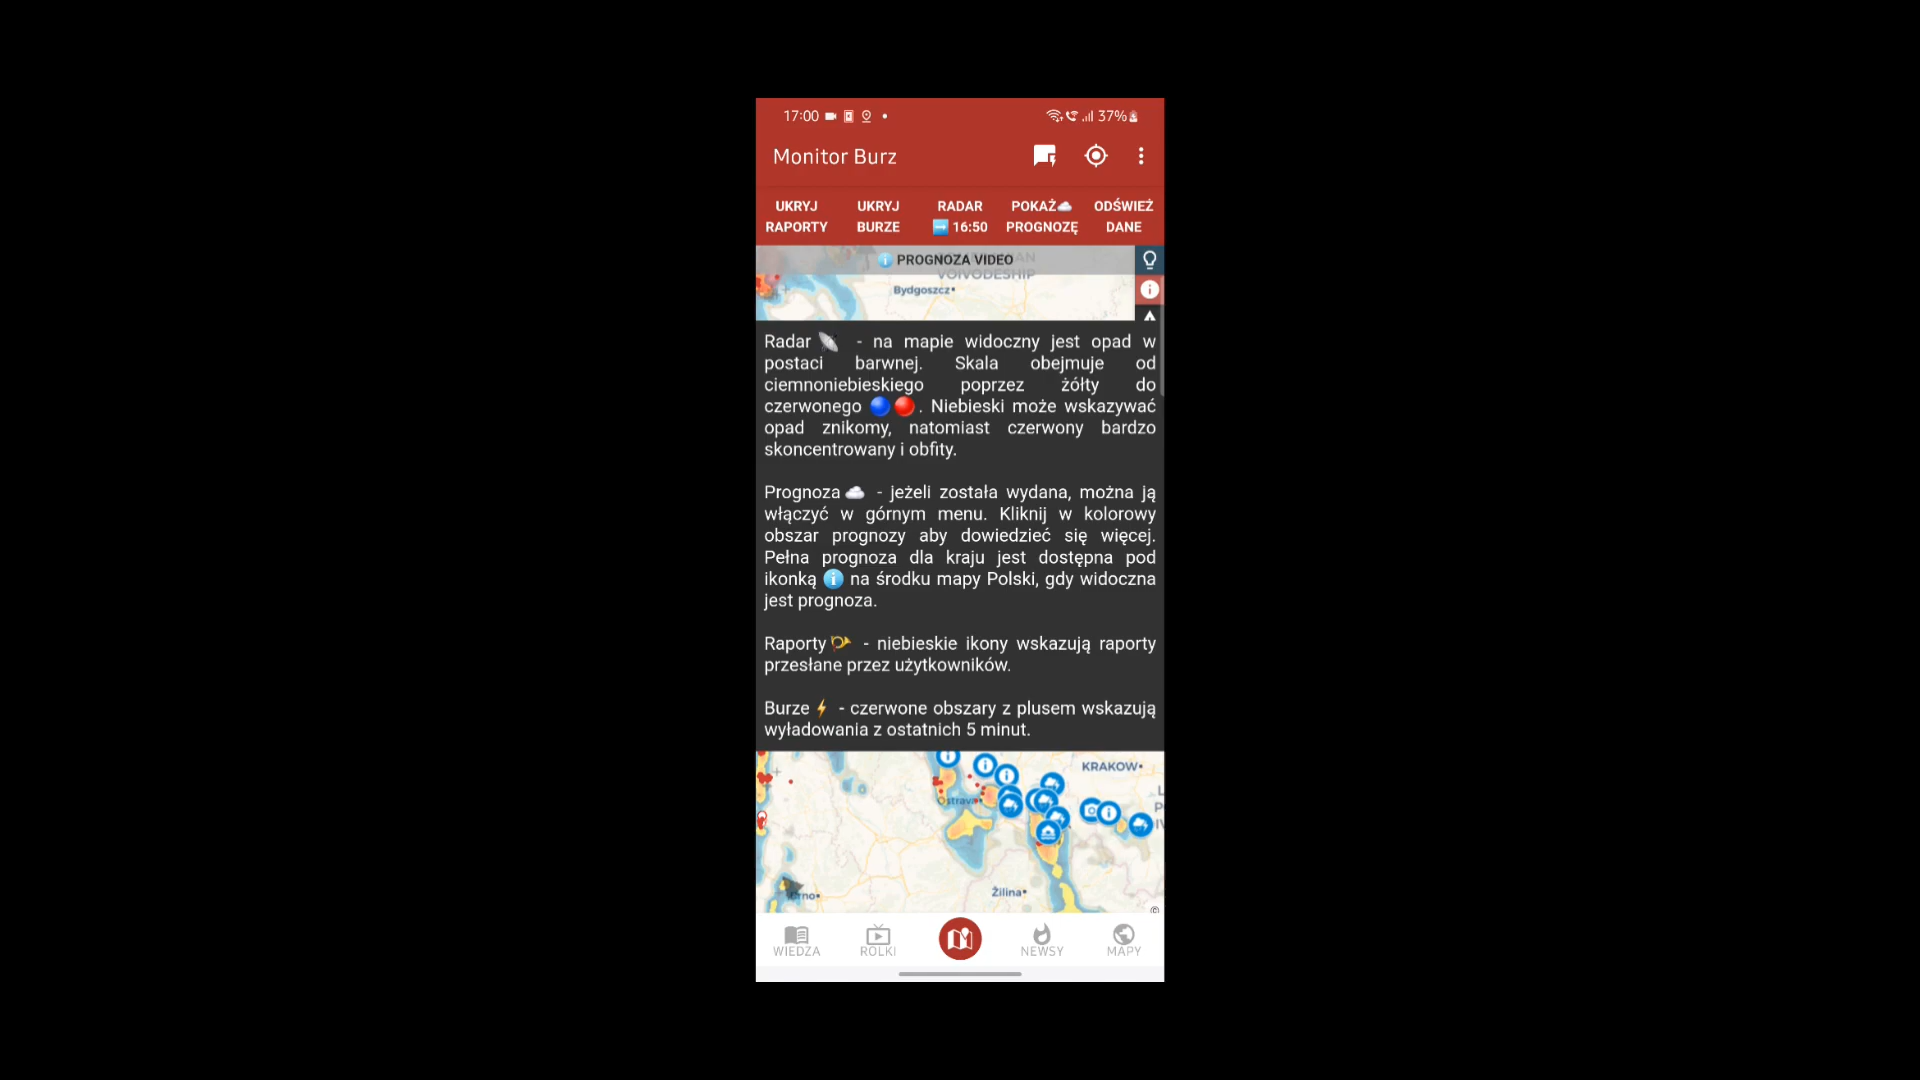 17:00
37%
Monitor Burz
UKRYJ RAPORTY
UKRYJ BURZE
RADAR ➡️ 16:50
POKAŻ☁️ PROGNOZĘ
ODŚWIEŻ DANE
ℹ️ PROGNOZA VIDEO
VOIVODESHIP
Bydgoszcz
Radar 📡 - na mapie widoczny jest opad w
postaci barwnej. Skala obejmuje od
ciemnoniebieskiego poprzez żółty do
czerwonego 🔵🔴. Niebieski może wskazywać
opad znikomy, natomiast czerwony bardzo
skoncentrowany i obfity.
Prognoza☁️ - jeżeli została wydana, można ją
włączyć w górnym menu. Kliknij w kolorowy
obszar prognozy aby dowiedzieć się więcej.
Pełna prognoza dla kraju jest dostępna pod
ikonką ℹ️ na środku mapy Polski, gdy widoczna
jest prognoza.
Raporty📯 - niebieskie ikony wskazują raporty
przesłane przez użytkowników.
Burze⚡ - czerwone obszary z plusem wskazują
wyładowania z ostatnich 5 minut.
KRAKOW
Ostrava
Žilina
WIEDZA
ROLKI
NEWSY
MAPY